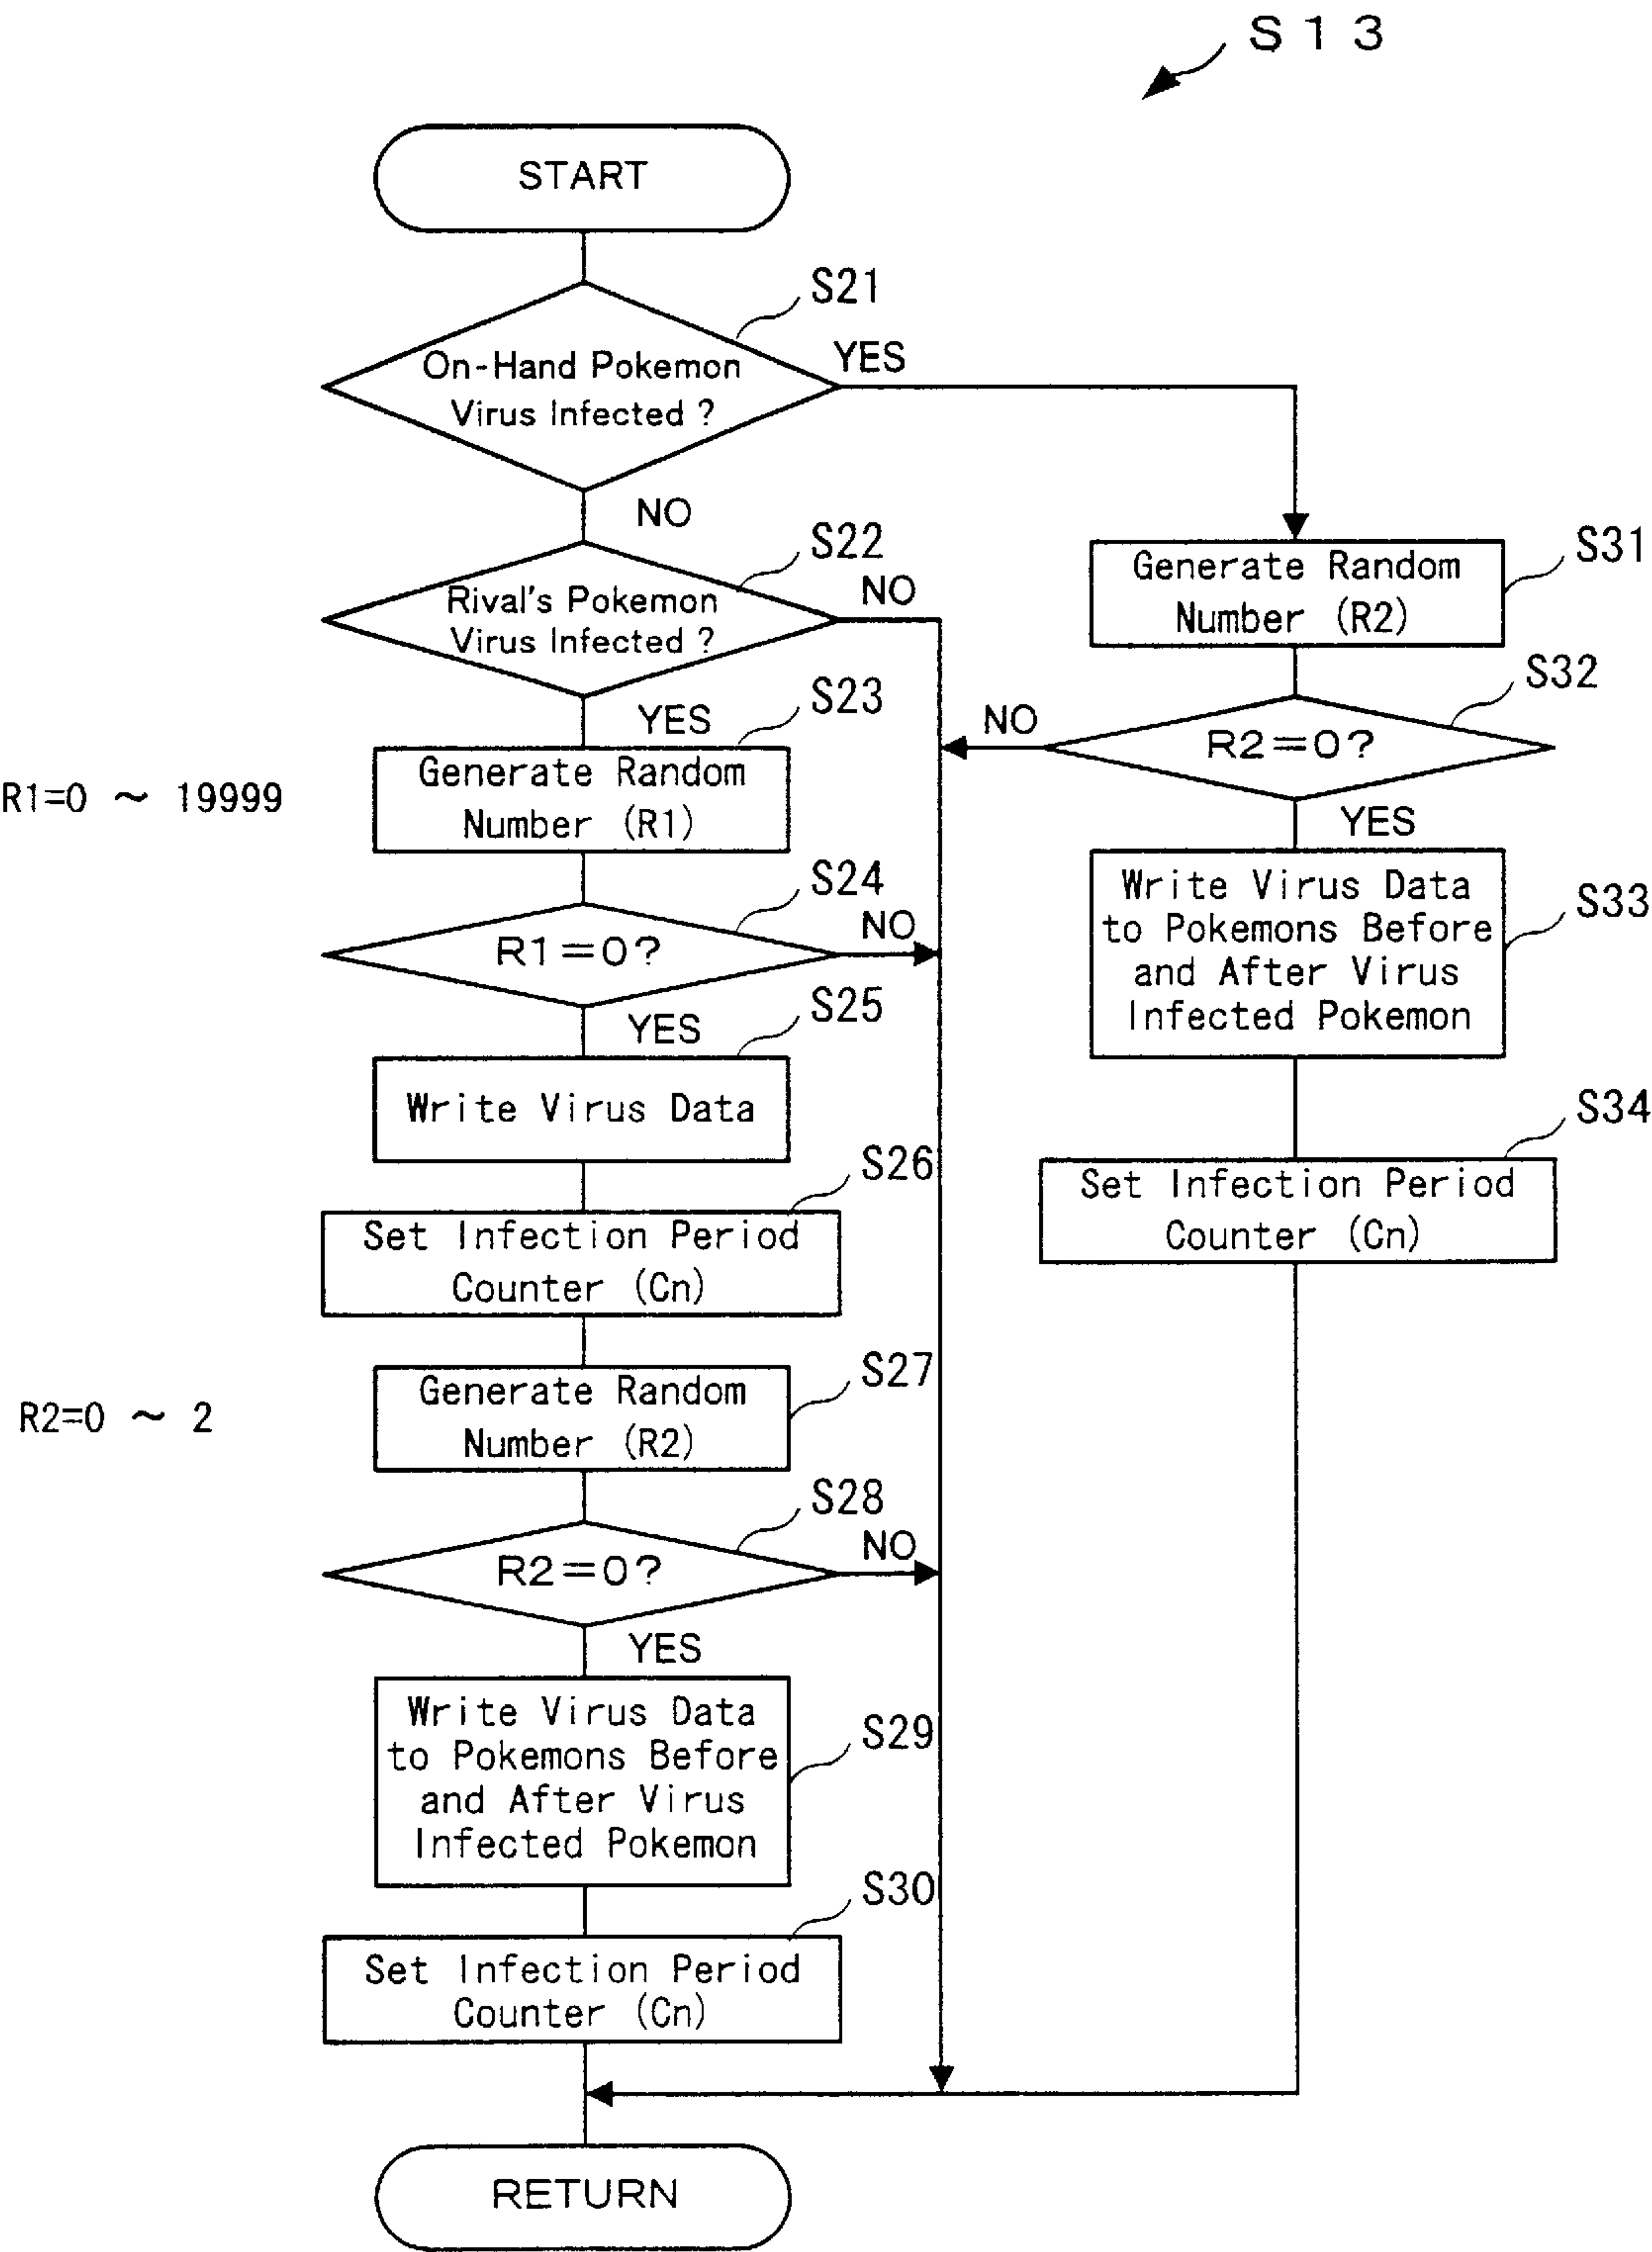 S13
START
S21
On-Hand Pokemon
Virus Infected ?
YES
NO
S22
Rival's Pokemon
Virus Infected ?
NO
YES
S23
Generate Random
Number (R1)
R1=0 ～ 19999
S24
R1=0?
NO
YES
S25
Write Virus Data
S26
Set Infection Period
Counter (Cn)
S27
Generate Random
Number (R2)
R2=0 ～ 2
S28
R2=0?
NO
YES
S29
Write Virus Data
to Pokemons Before
and After Virus
Infected Pokemon
S30
Set Infection Period
Counter (Cn)
S31
Generate Random
Number (R2)
S32
R2=0?
NO
YES
S33
Write Virus Data
to Pokemons Before
and After Virus
Infected Pokemon
S34
Set Infection Period
Counter (Cn)
RETURN